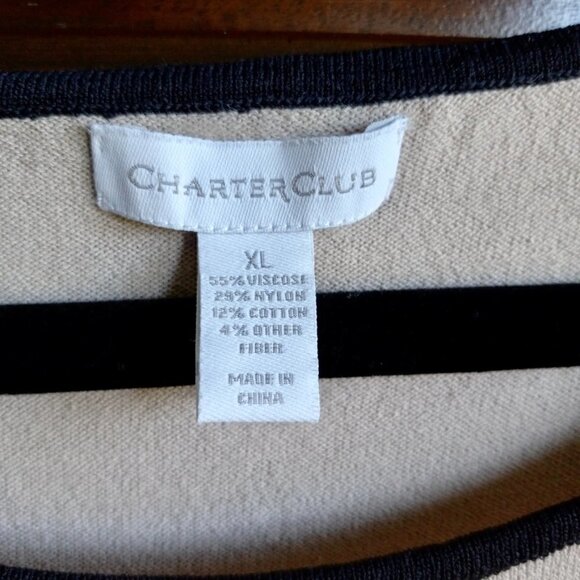 CHARTER CLUB
XL
55% VISCOSE
29% NYLON
12% COTTON
4% OTHER
FIBER
MADE IN
CHINA